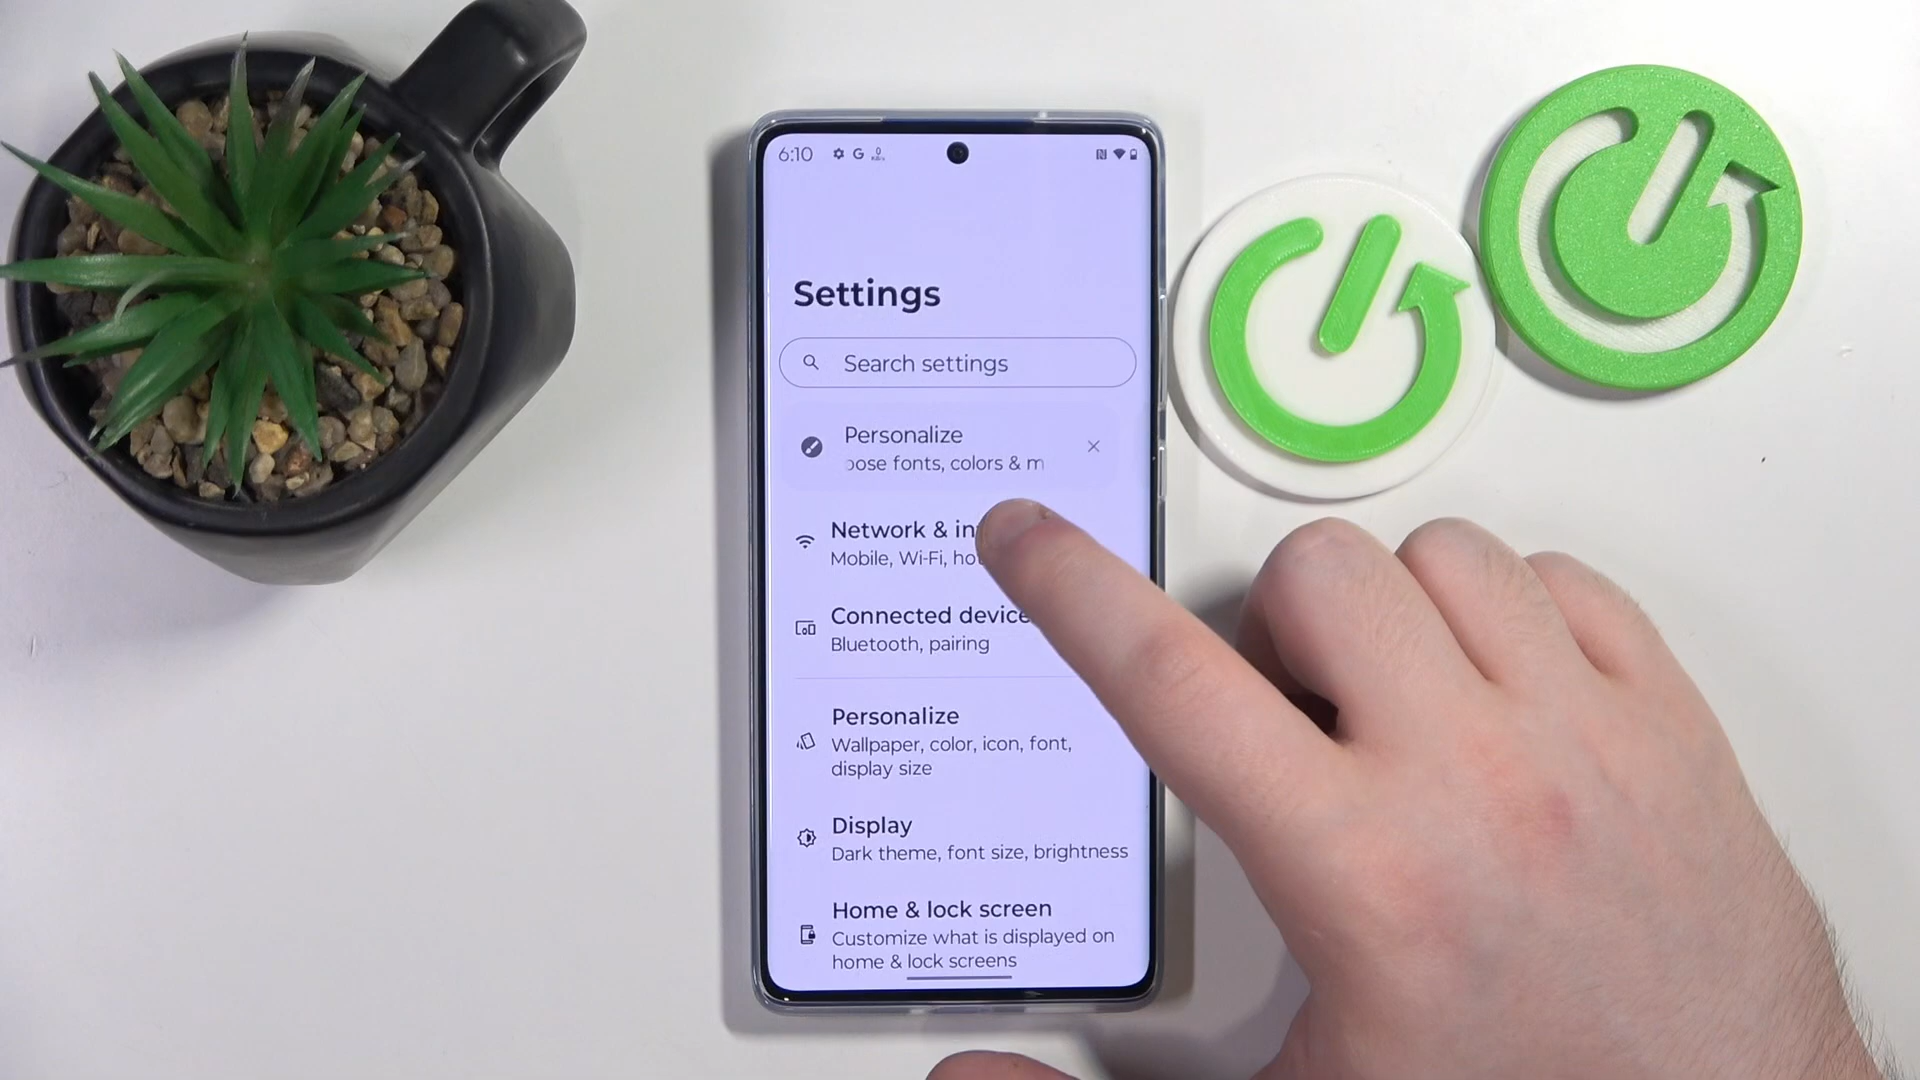 6:10
Settings
Search settings
Personalize
oose fonts, colors & m
Network & in
Mobile, Wi-Fi, ho
Connected device
Bluetooth, pairing
Personalize
Wallpaper, color, icon, font,
display size
Display
Dark theme, font size, brightness
Home & lock screen
Customize what is displayed on
home & lock screens